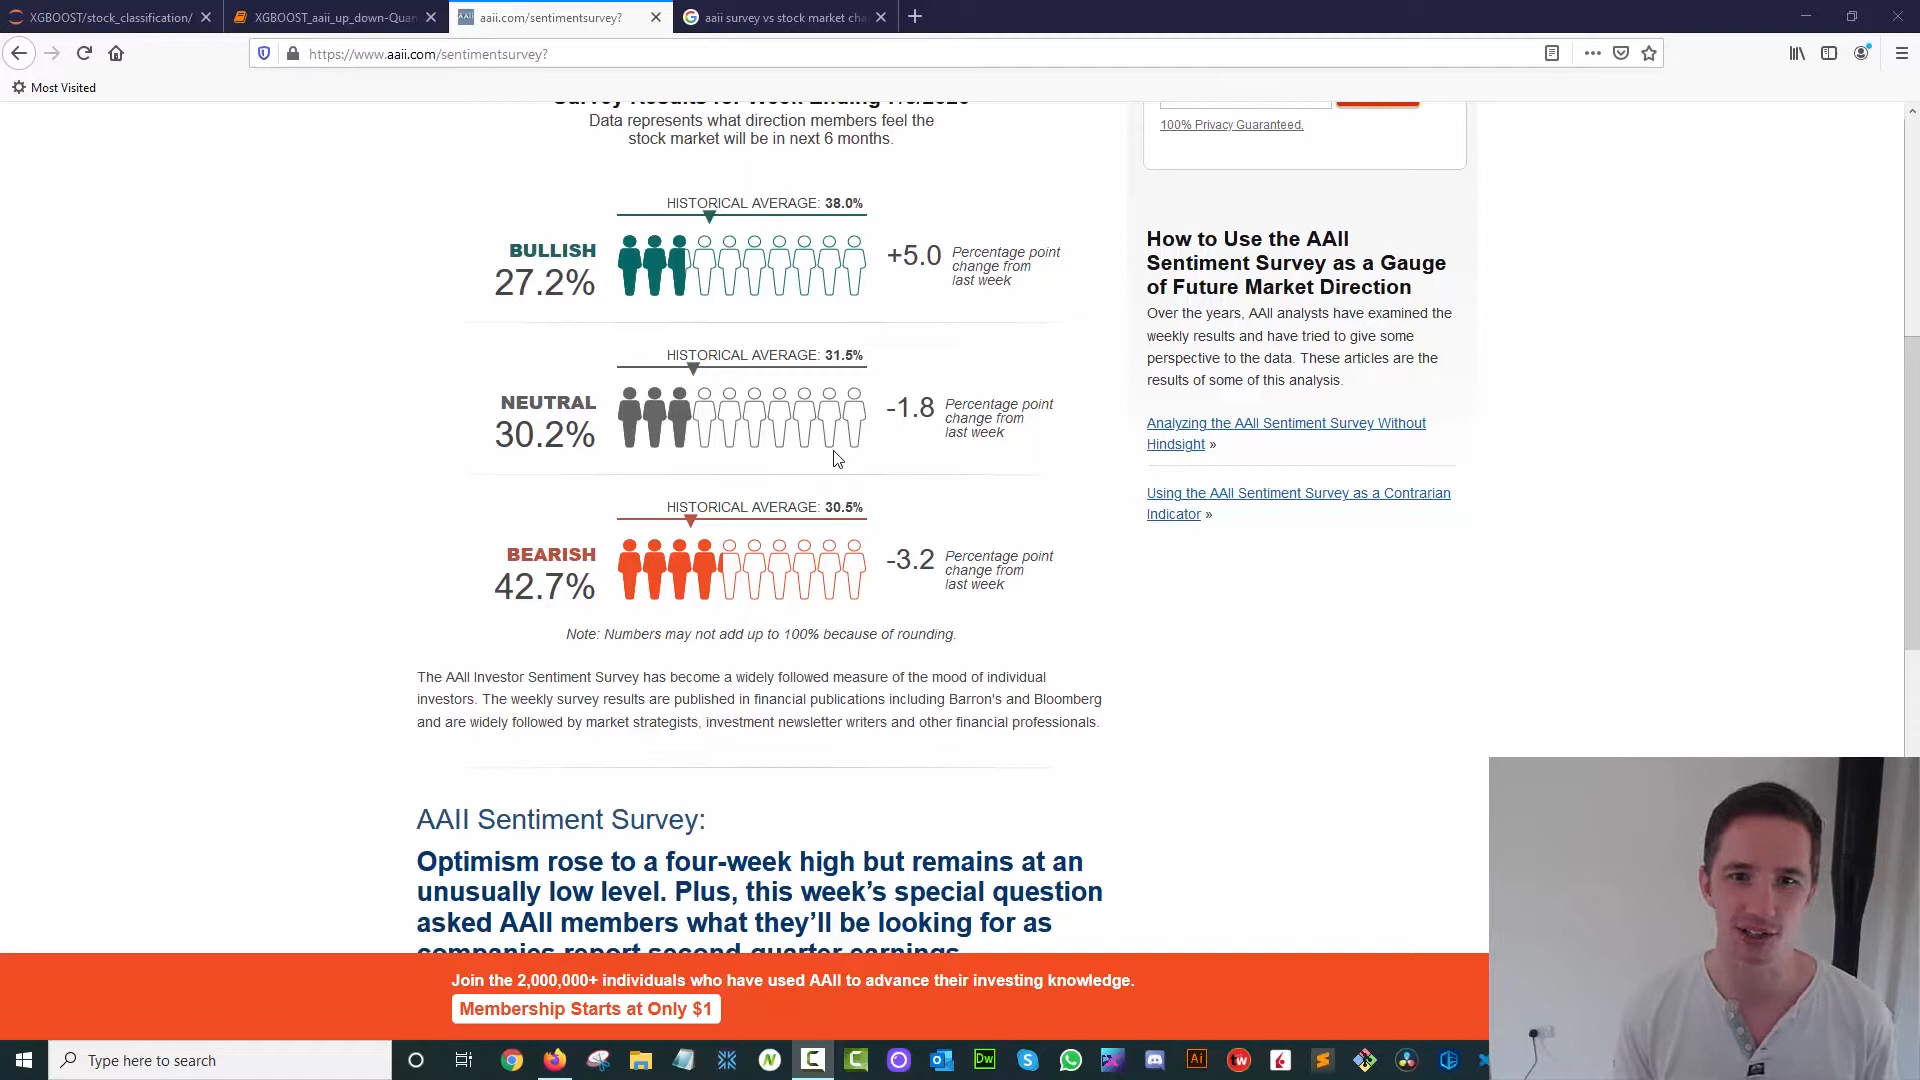 XGBOOST/stock_classification/
XGBOOST_aaii_up_down-Quan
AAII
aaii.com/sentimentsurvey?
aaii survey vs stock market cha
https://www.aaii.com/sentimentsurvey?
Most Visited
Data represents what direction members feel the
stock market will be in next 6 months.
HISTORICAL AVERAGE: 38.0%
BULLISH
27.2%
+5.0
Percentage point
change from
last week
HISTORICAL AVERAGE: 31.5%
NEUTRAL
30.2%
-1.8
Percentage point
change from
last week
HISTORICAL AVERAGE: 30.5%
BEARISH
42.7%
-3.2
Percentage point
change from
last week
Note: Numbers may not add up to 100% because of rounding.
The AAII Investor Sentiment Survey has become a widely followed measure of the mood of individual
investors. The weekly survey results are published in financial publications including Barron's and Bloomberg
and are widely followed by market strategists, investment newsletter writers and other financial professionals.
AAII Sentiment Survey:
Optimism rose to a four-week high but remains at an
unusually low level. Plus, this week’s special question
asked AAII members what they’ll be looking for as
companies report second-quarter earnings.
100% Privacy Guaranteed.
How to Use the AAII
Sentiment Survey as a Gauge
of Future Market Direction
Over the years, AAII analysts have examined the
weekly results and have tried to give some
perspective to the data. These articles are the
results of some of this analysis.
Analyzing the AAII Sentiment Survey Without
Hindsight »
Using the AAII Sentiment Survey as a Contrarian
Indicator »
Join the 2,000,000+ individuals who have used AAII to advance their investing knowledge.
Membership Starts at Only $1
Type here to search
Dw
Ai